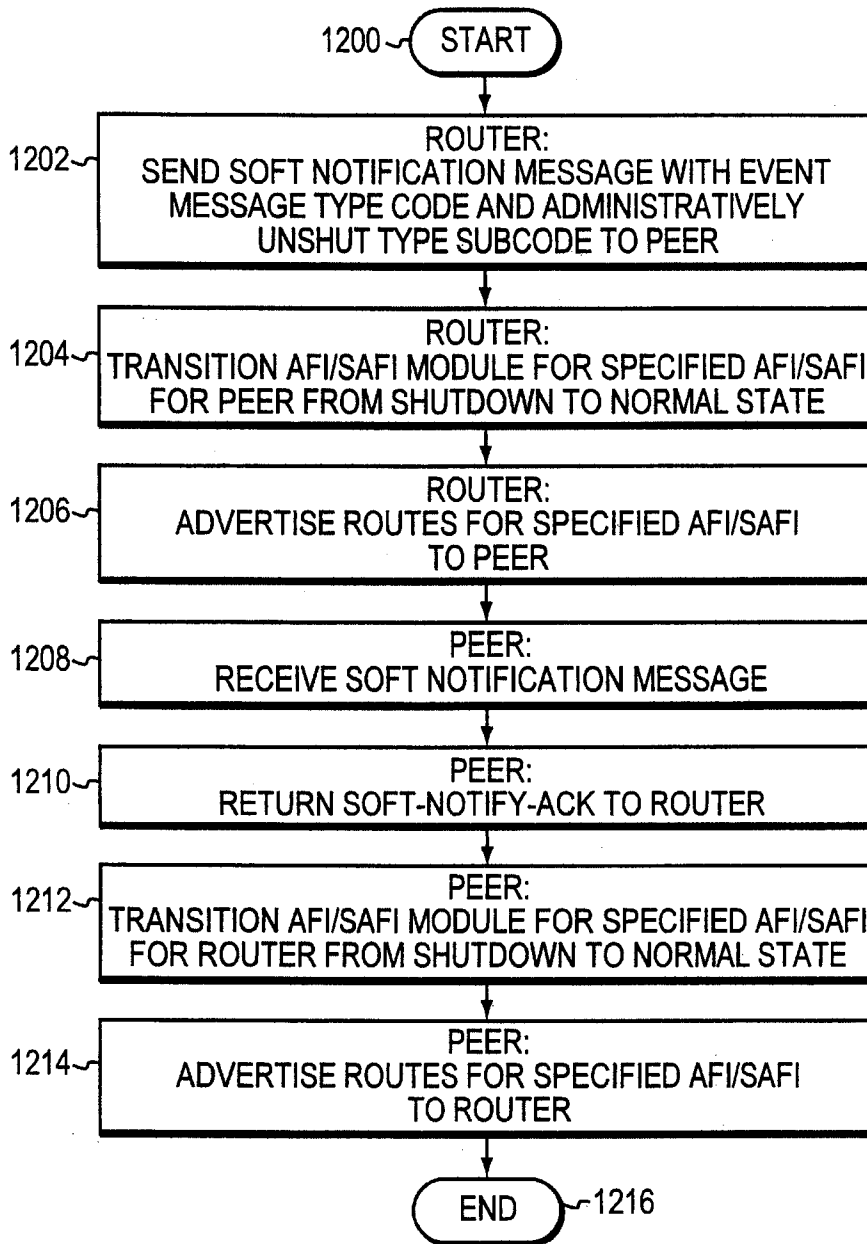 1200
START
1202
ROUTER:
SEND SOFT NOTIFICATION MESSAGE WITH EVENT
MESSAGE TYPE CODE AND ADMINISTRATIVELY
UNSHUT TYPE SUBCODE TO PEER
1204
ROUTER:
TRANSITION AFI/SAFI MODULE FOR SPECIFIED AFI/SAFI
FOR PEER FROM SHUTDOWN TO NORMAL STATE
1206
ROUTER:
ADVERTISE ROUTES FOR SPECIFIED AFI/SAFI
TO PEER
1208
PEER:
RECEIVE SOFT NOTIFICATION MESSAGE
1210
PEER:
RETURN SOFT-NOTIFY-ACK TO ROUTER
1212
PEER:
TRANSITION AFI/SAFI MODULE FOR SPECIFIED AFI/SAFI
FOR ROUTER FROM SHUTDOWN TO NORMAL STATE
1214
PEER:
ADVERTISE ROUTES FOR SPECIFIED AFI/SAFI
TO ROUTER
END
1216